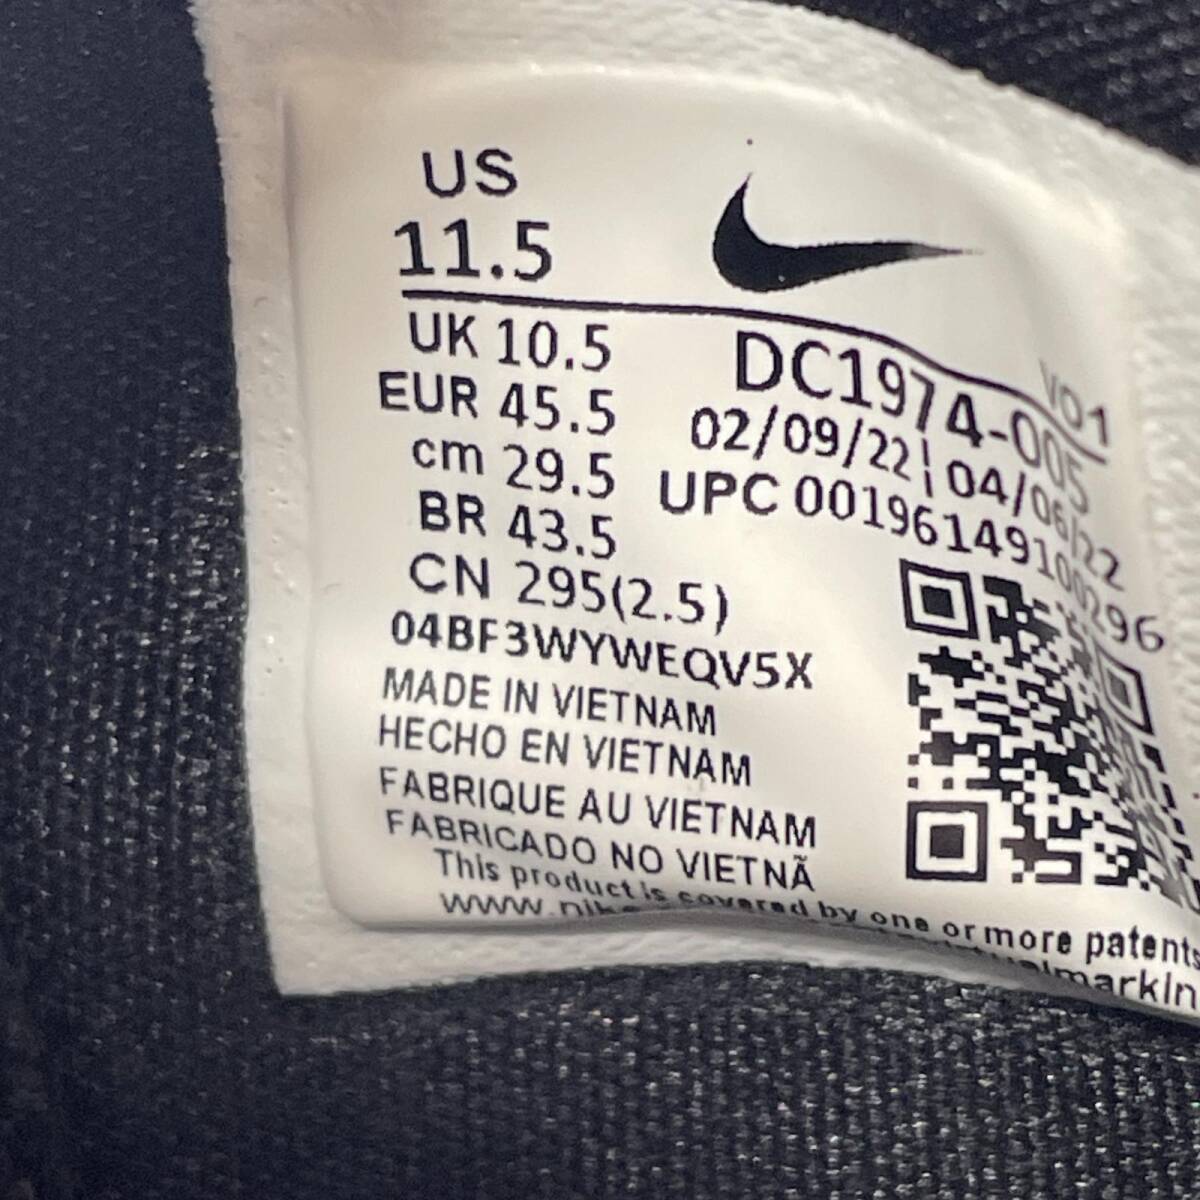 US
11.5
UK 10.5
EUR 45.5
cm 29.5
BR 43.5
CN 295(2.5)
04BF3WYWEQV5X
MADE IN VIETNAM
HECHO EN VIETNAM
FABRIQUE AU VIETNAM
FABRICADO NO VIETNÃ
VO1
DC1974-005
02/09/22 | 04/06/22
UPC 00196149100296
This product is covered by one or more patents